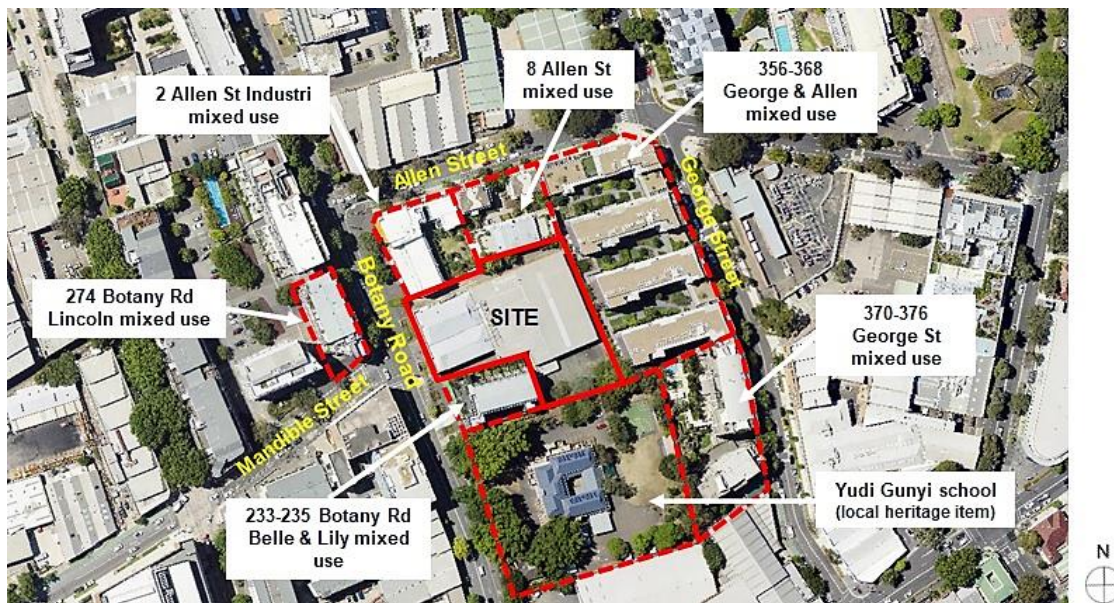 2 Allen St Industri
mixed use
8 Allen St
mixed use
356-368
George & Allen
mixed use
Allen Street
George Street
Botany Road
274 Botany Rd
Lincoln mixed use
SITE
370-376
George St
mixed use
Mandible Street
233-235 Botany Rd
Belle & Lily mixed
use
Yudi Gunyi school
(local heritage item)
N